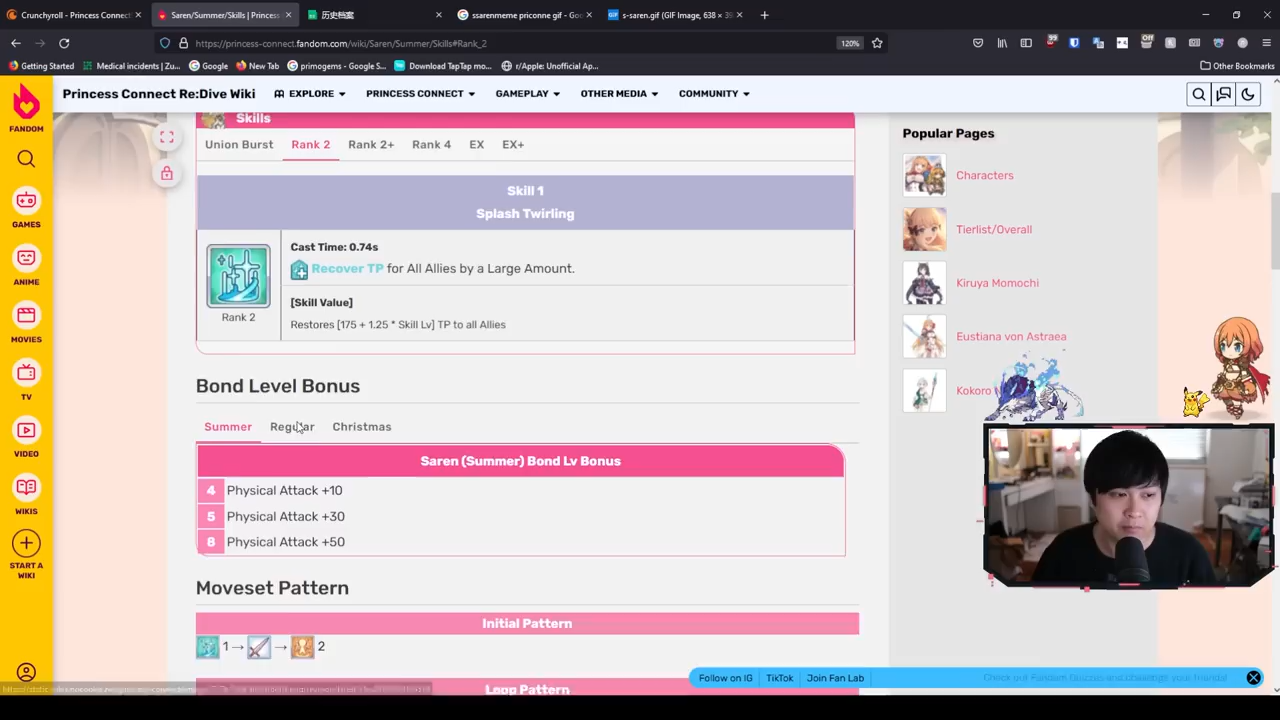 Crunchyroll - Princess Connect
Saren/Summer/Skills | Princess
历史档案
ssarenmeme priconne gif - Goo
s-saren.gif (GIF Image, 638 × 35
https://princess-connect.fandom.com/wiki/Saren/Summer/Skills#Rank_2
120%
99
Off
Getting Started
Medical incidents | Zu...
Google
New Tab
primogems - Google S...
Download TapTap mo...
r/Apple: Unofficial Ap...
Other Bookmarks
FANDOM
GAMES
ANIME
MOVIES
TV
VIDEO
WIKIS
START A
WIKI
Princess Connect Re:Dive Wiki
EXPLORE
PRINCESS CONNECT
GAMEPLAY
OTHER MEDIA
COMMUNITY
Skills
Union Burst
Rank 2
Rank 2+
Rank 4
EX
EX+
Skill 1
Splash Twirling
Cast Time: 0.74s
Recover TP for All Allies by a Large Amount.
[Skill Value]
Rank 2
Restores [175 + 1.25 * Skill Lv] TP to all Allies
Bond Level Bonus
Summer
Regular
Christmas
Saren (Summer) Bond Lv Bonus
4 Physical Attack +10
5 Physical Attack +30
8 Physical Attack +50
Moveset Pattern
Initial Pattern
1 → → 2
Loop Pattern
Popular Pages
Characters
Tierlist/Overall
Kiruya Momochi
Eustiana von Astraea
Kokoro
Follow on IG
TikTok
Join Fan Lab